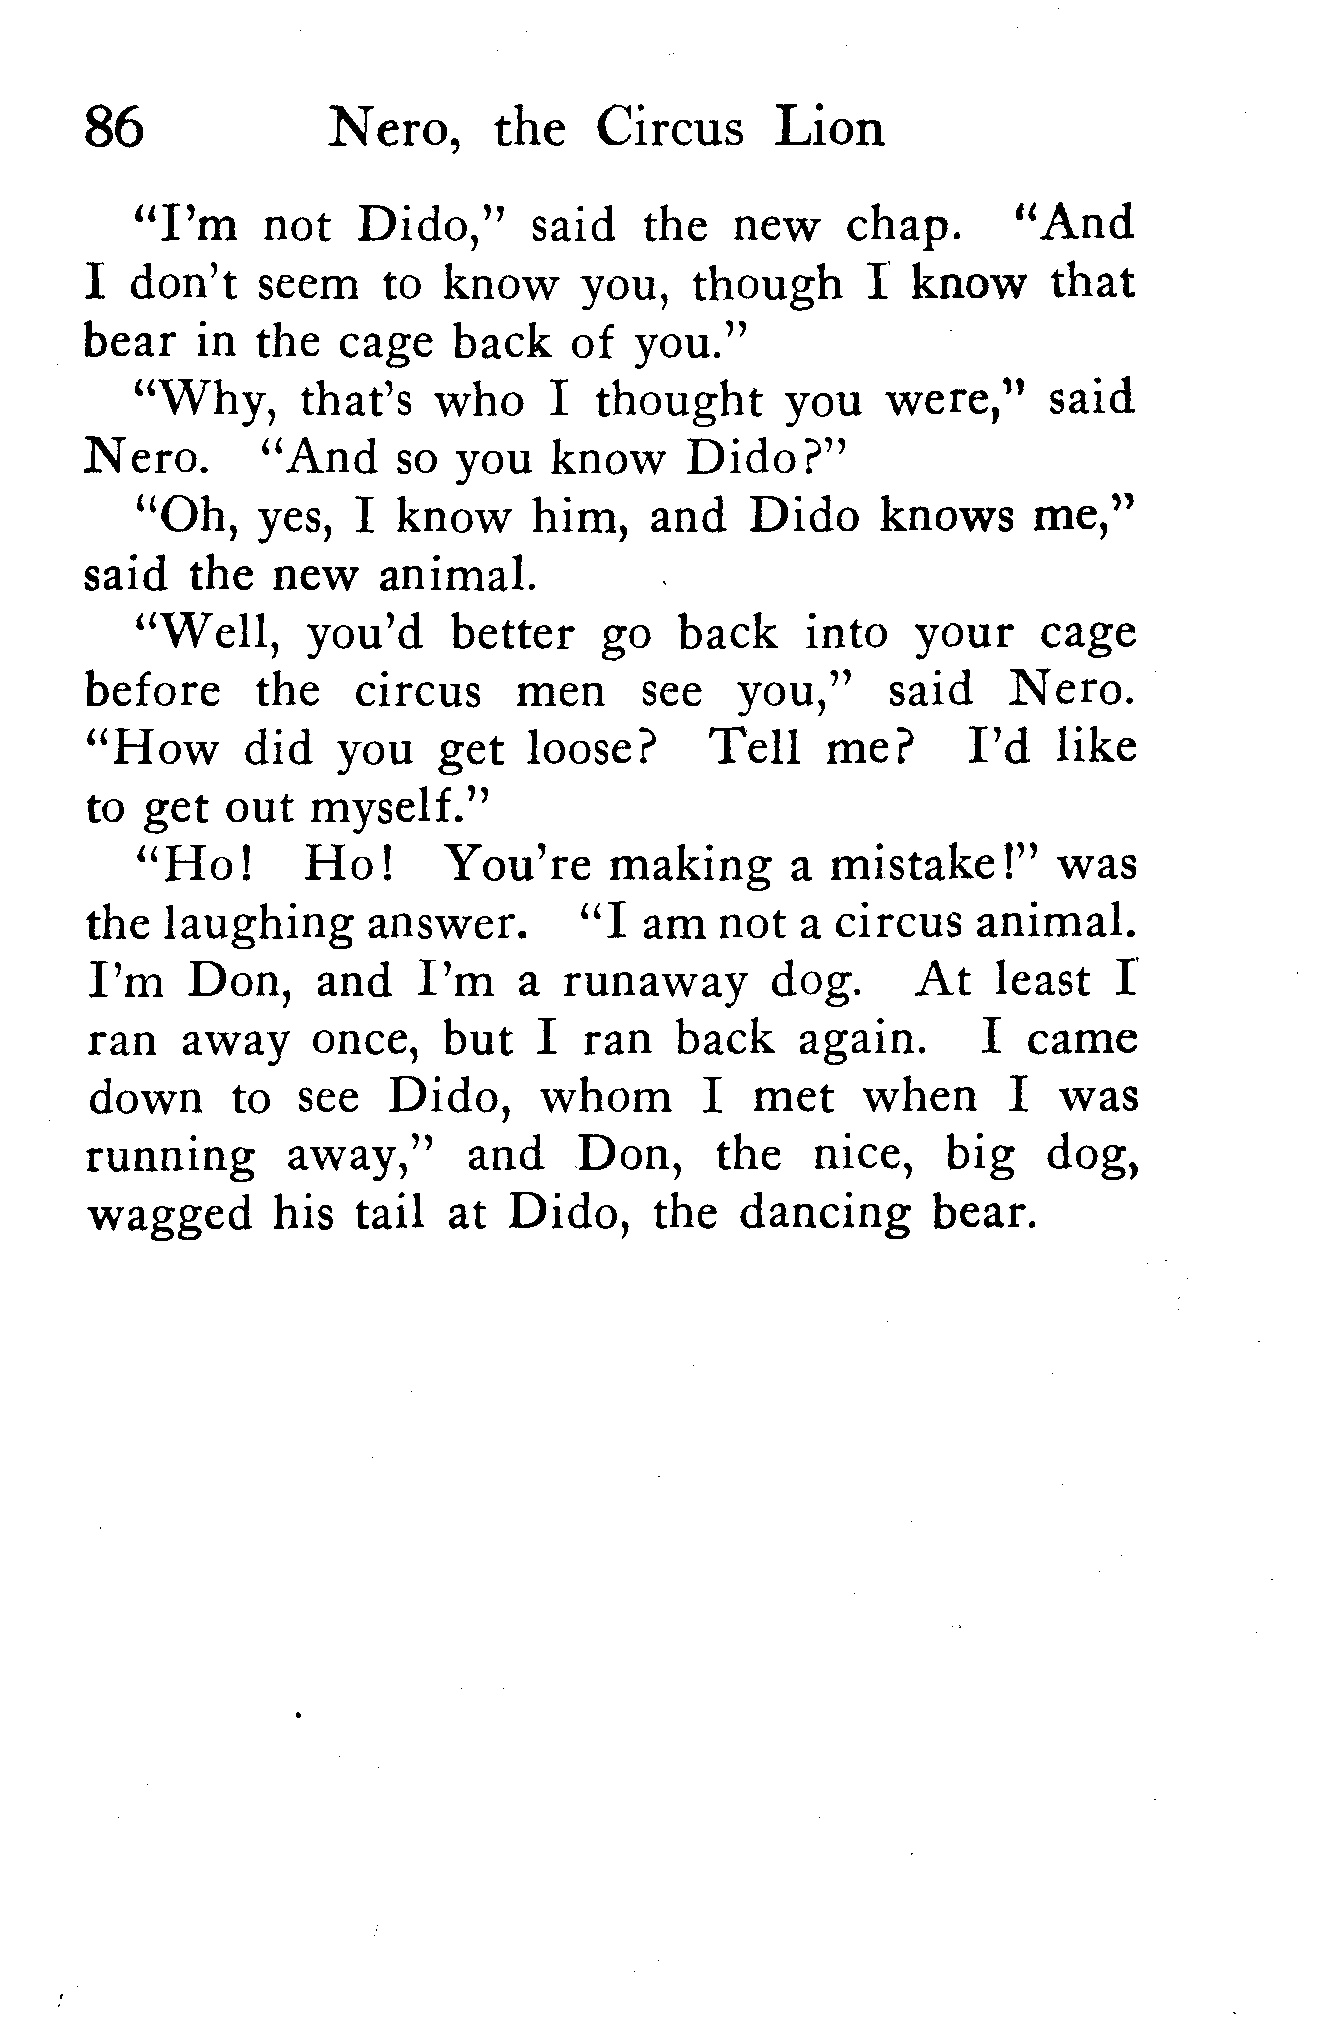 86 Nero, the Circus Lion
“I’m not Dido,” said the new chap. “And
I don’t seem to know you, though I know that
bear in the cage back of you.”
“Why, that’s who I thought you were,” said
Nero. “And so you know Dido?”
“Oh, yes, I know him, and Dido knows me,”
said the new animal.
“Well, you’d better go back into your cage
before the circus men see you,” said Nero.
“How did you get loose? Tell me? I’d like
to get out myself.”
“Ho! Ho! You’re making a mistake!” was
the laughing answer. “I am not a circus animal.
I’m Don, and I’m a runaway dog. At least I
ran away once, but I ran back again. I came
down to see Dido, whom I met when I was
running away,” and Don, the nice, big dog,
wagged his tail at Dido, the dancing bear.